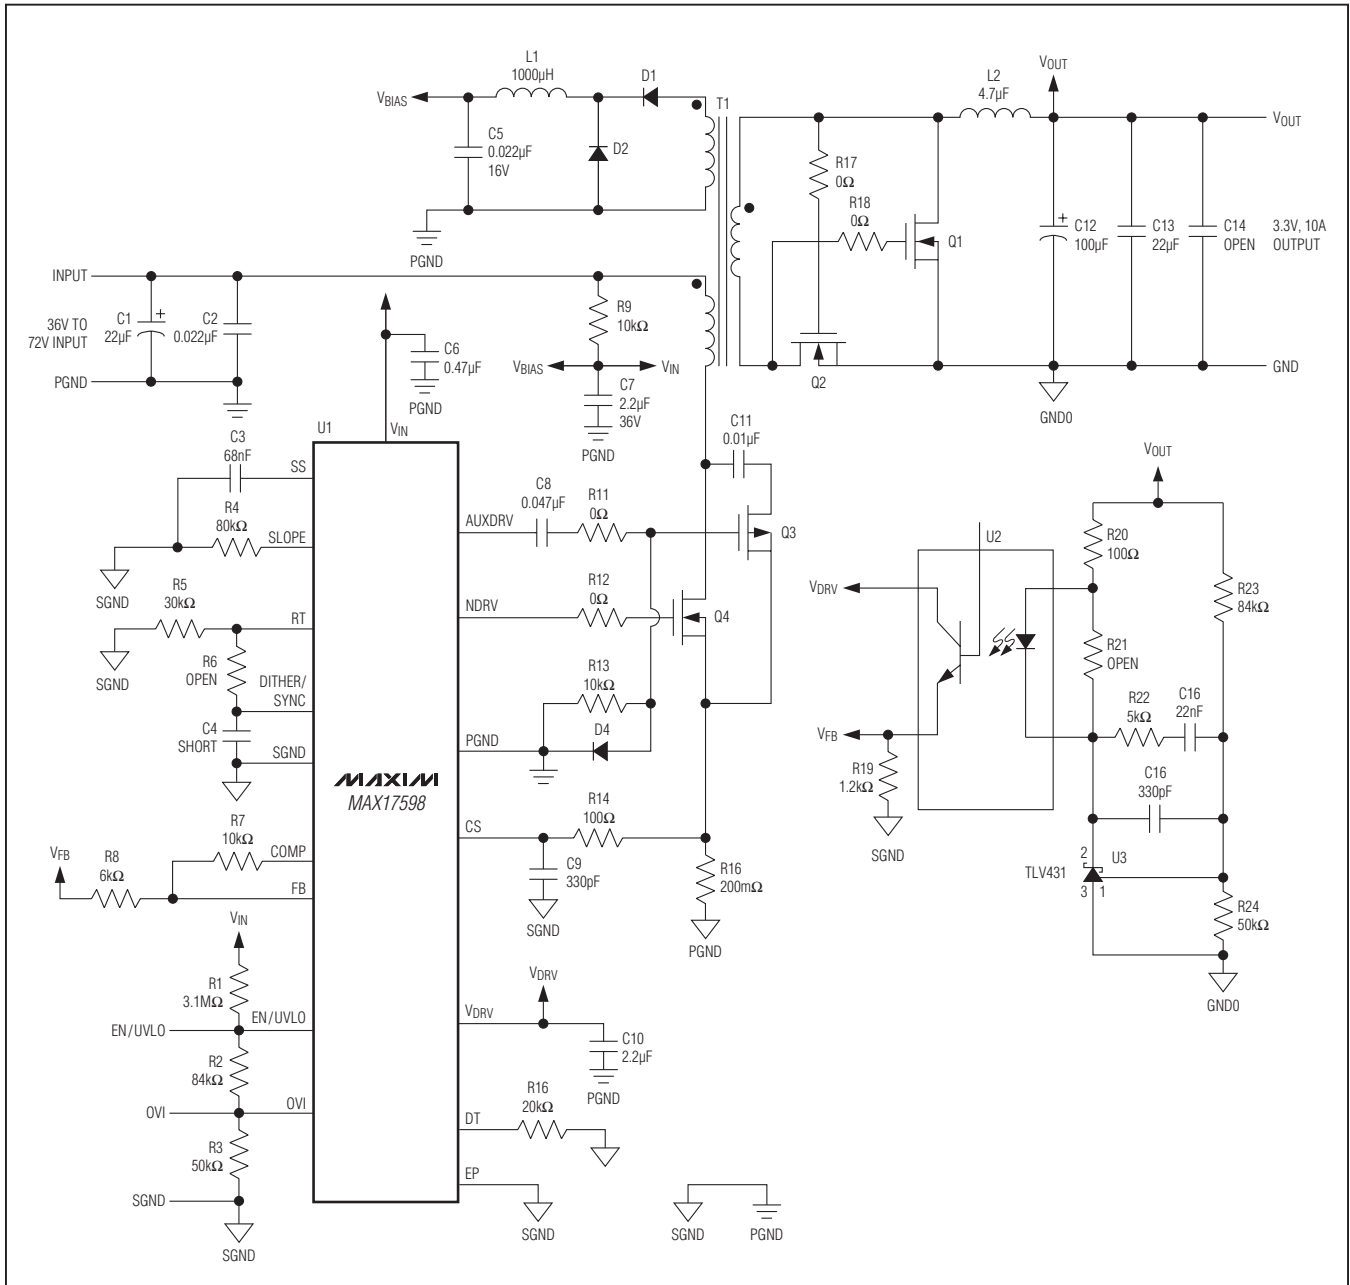 L1
1000µH
D1
VBIAS
T1
C5
0.022µF
16V
D2
PGND
L2
4.7µF
VOUT
VOUT
R17
0Ω
R18
0Ω
Q1
C12
100µF
C13
22µF
C14
OPEN
3.3V, 10A
OUTPUT
Q2
GND
GND0
INPUT
36V TO
72V INPUT
C1
22µF
C2
0.022µF
PGND
R9
10kΩ
VBIAS
VIN
C7
2.2µF
36V
PGND
C6
0.47µF
PGND
U1
VIN
C3
68nF
SS
R4
80kΩ
SLOPE
SGND
R5
30kΩ
RT
R6
OPEN
DITHER/
SYNC
SGND
C4
SHORT
SGND
R7
10kΩ
COMP
VFB
R8
6kΩ
FB
VIN
R1
3.1MΩ
EN/UVLO
EN/UVLO
R2
84kΩ
OVI
OVI
R3
50kΩ
SGND
SGND
MAXIM
MAX17598
C11
0.01µF
AUXDRV
C8
0.047µF
R11
0Ω
Q3
NDRV
R12
0Ω
Q4
R13
10kΩ
PGND
D4
CS
R14
100Ω
C9
330pF
SGND
R16
200mΩ
PGND
VDRV
VDRV
C10
2.2µF
PGND
DT
R16
20kΩ
EP
SGND
SGND
PGND
VOUT
U2
R20
100Ω
VDRV
R23
84kΩ
R21
OPEN
R22
5kΩ
C16
22nF
VFB
R19
1.2kΩ
SGND
C16
330pF
2
U3
TLV431
3
1
R24
50kΩ
GND0